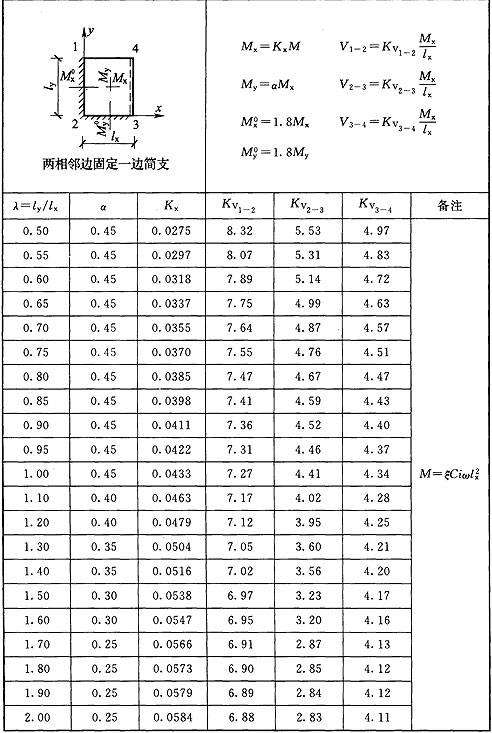 y
1 4
l_y M_x^0 M_y M_x
x
2 M_y^0 3
l_x
两相邻边固定一边简支
M_x=K_xM V_{1-2}=K_{V_{1-2}} M_x/l_x
M_y=αM_x V_{2-3}=K_{V_{2-3}} M_x/l_x
M_x^0=1.8M_x V_{3-4}=K_{V_{3-4}} M_x/l_x
M_y^0=1.8M_y
λ=l_y/l_x α K_x K_{V_{1-2}} K_{V_{2-3}} K_{V_{3-4}} 备注
0.50 0.45 0.0275 8.32 5.53 4.97
0.55 0.45 0.0297 8.07 5.31 4.83
0.60 0.45 0.0318 7.89 5.14 4.72
0.65 0.45 0.0337 7.75 4.99 4.63
0.70 0.45 0.0355 7.64 4.87 4.57
0.75 0.45 0.0370 7.55 4.76 4.51
0.80 0.45 0.0385 7.47 4.67 4.47
0.85 0.45 0.0398 7.41 4.59 4.43
0.90 0.45 0.0411 7.36 4.52 4.40
0.95 0.45 0.0422 7.31 4.46 4.37
1.00 0.45 0.0433 7.27 4.41 4.34 M=ξCiωl_x^2
1.10 0.40 0.0463 7.17 4.02 4.28
1.20 0.40 0.0479 7.12 3.95 4.25
1.30 0.35 0.0504 7.05 3.60 4.21
1.40 0.35 0.0516 7.02 3.56 4.20
1.50 0.30 0.0538 6.97 3.23 4.17
1.60 0.30 0.0547 6.95 3.20 4.16
1.70 0.25 0.0566 6.91 2.87 4.13
1.80 0.25 0.0573 6.90 2.85 4.12
1.90 0.25 0.0579 6.89 2.84 4.12
2.00 0.25 0.0584 6.88 2.83 4.11